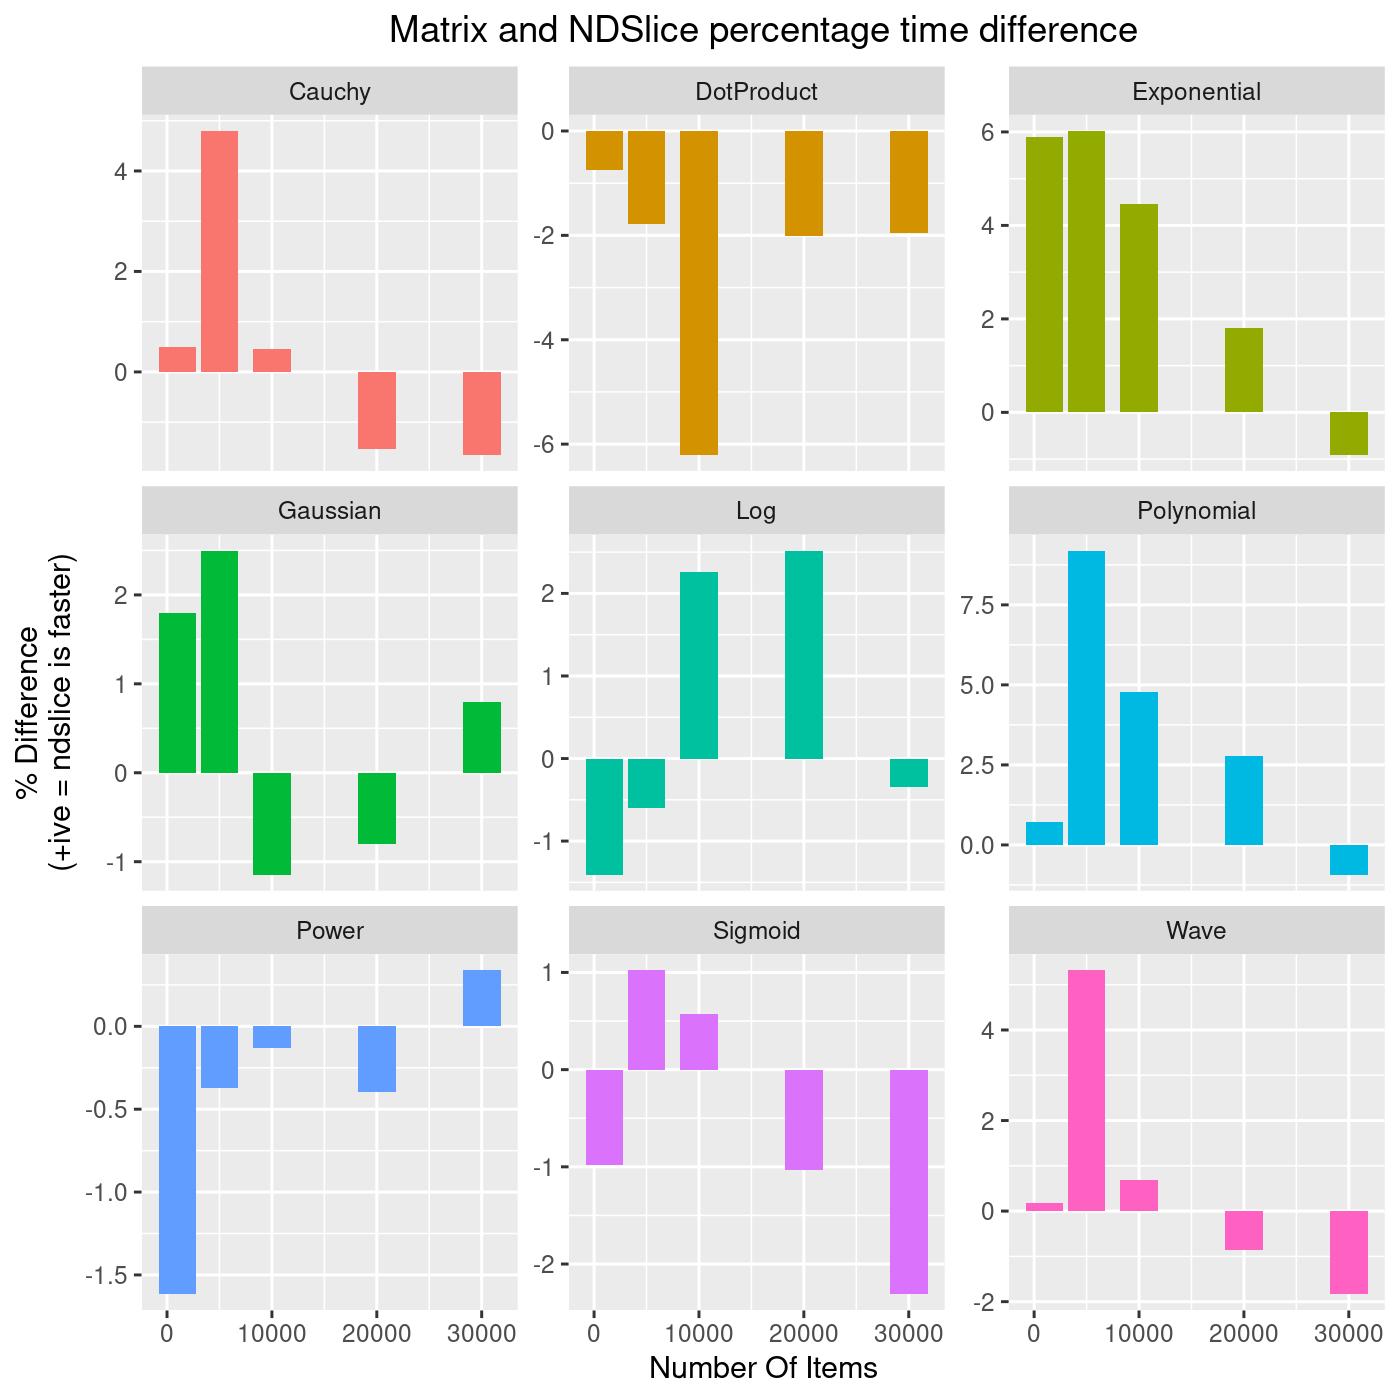 Matrix and NDSlice percentage time difference
Cauchy
DotProduct
Exponential
4
2
0
0
-2
-4
-6
6
4
2
0
Gaussian
Log
Polynomial
2
1
0
-1
2
1
0
-1
7.5
5.0
2.5
0.0
% Difference
(+ive = ndslice is faster)
Power
Sigmoid
Wave
0.0
-0.5
-1.0
-1.5
1
0
-1
-2
4
2
0
-2
0 10000 20000 30000
0 10000 20000 30000
0 10000 20000 30000
Number Of Items